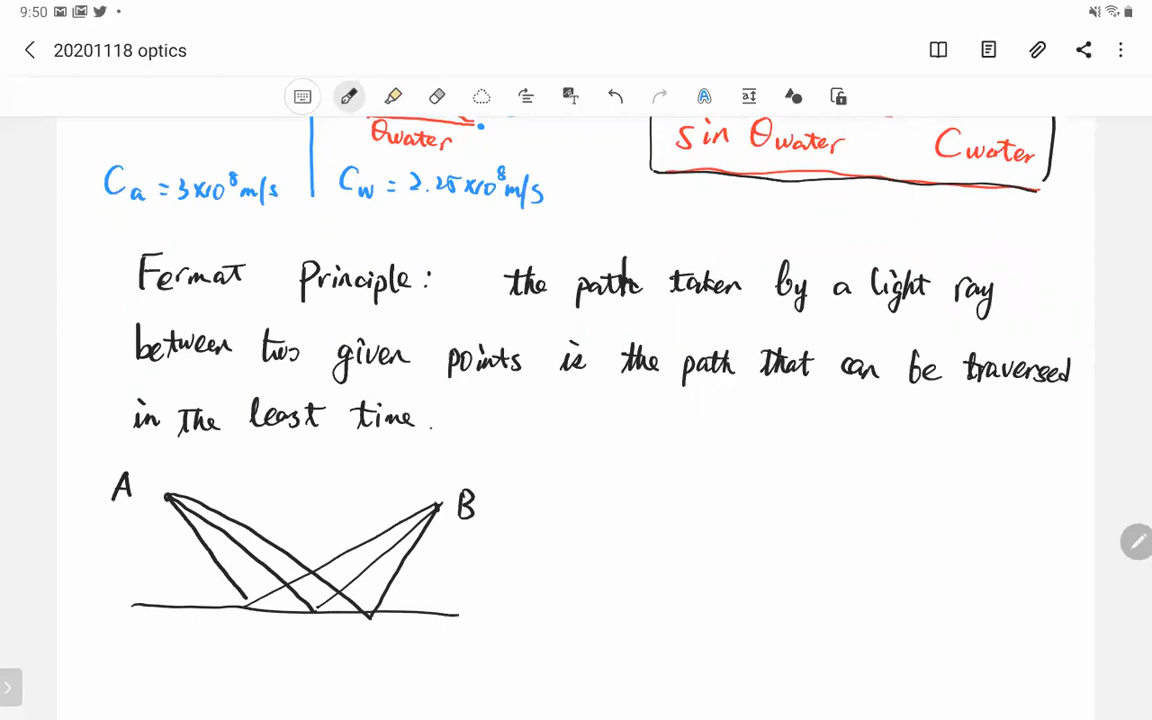 9:50
20201118 optics
θwater
sin θwater
Cwater
Ca = 3×10⁸ m/s
Cw = 2.25×10⁸ m/s
Fermat Principle: the path taken by a light ray
between two given points is the path that can be traversed
in the least time.
A
B